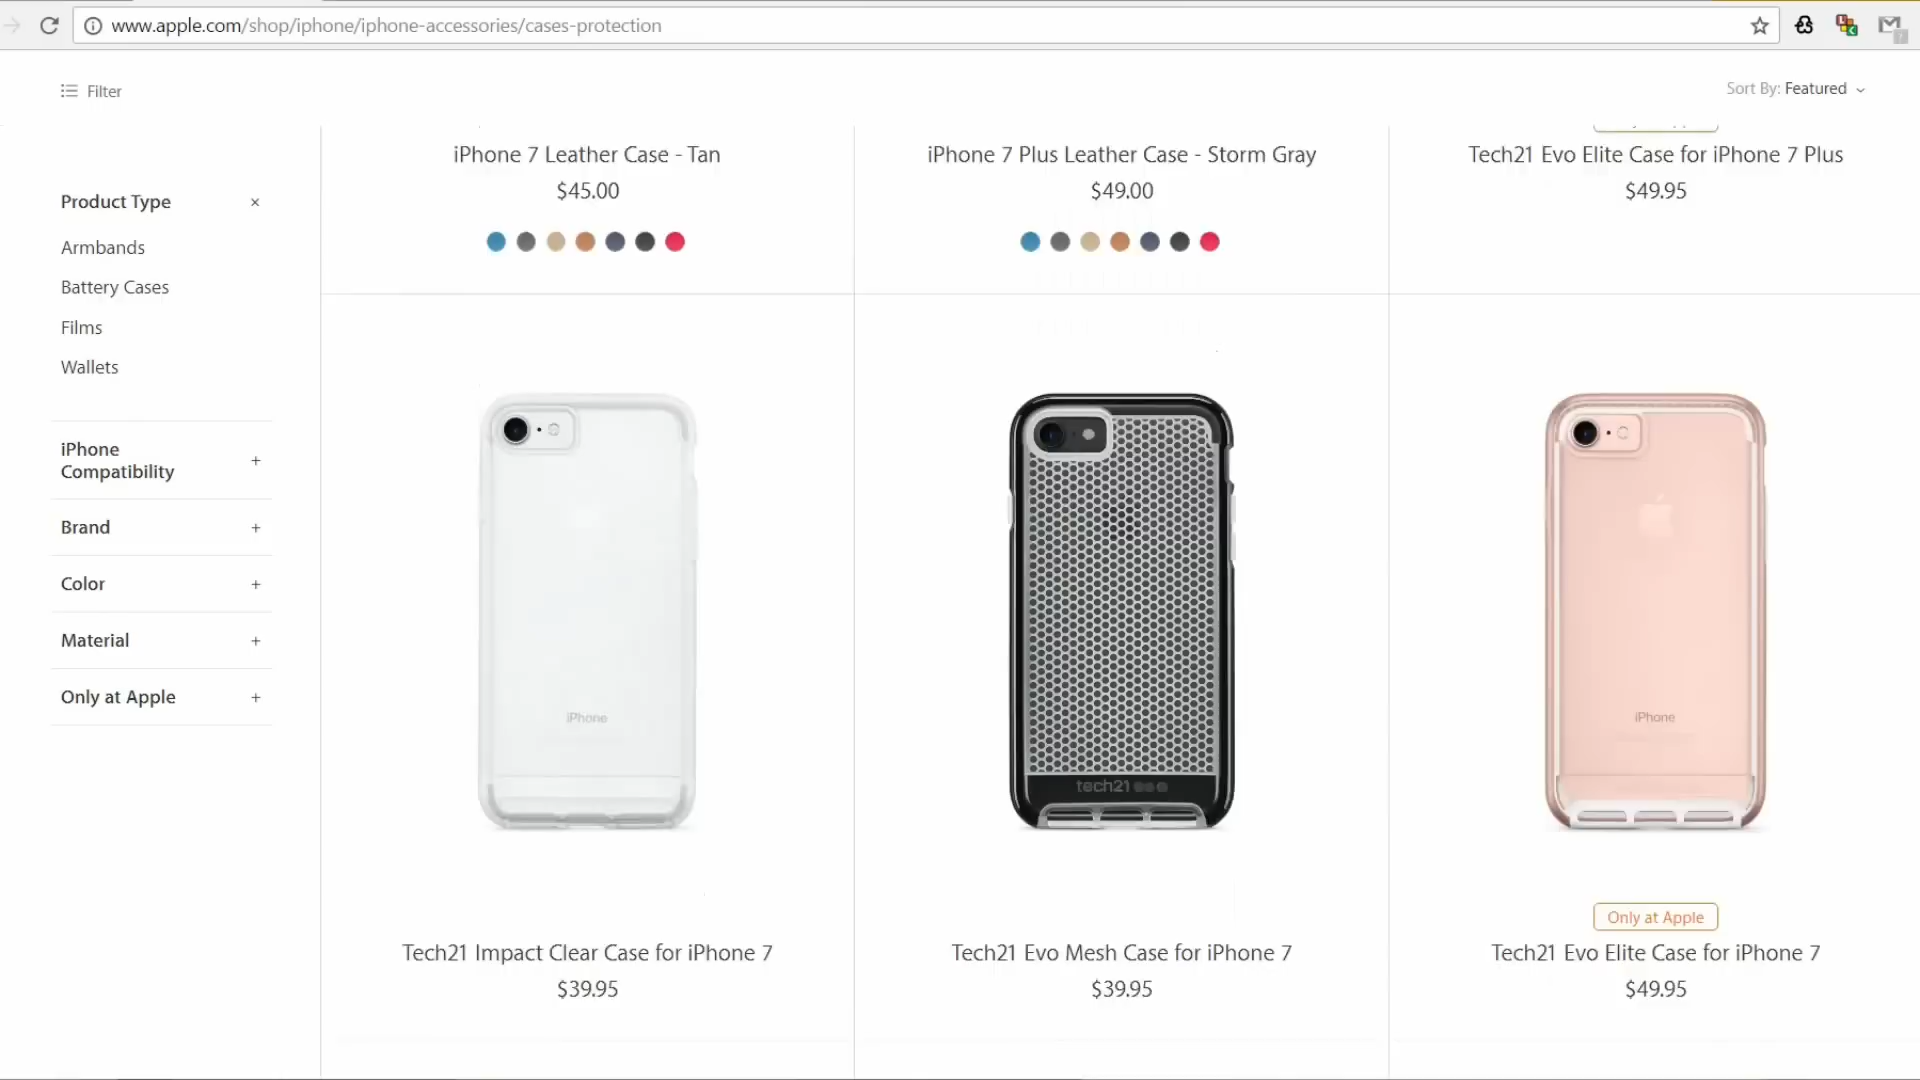 www.apple.com/shop/iphone/iphone-accessories/cases-protection
Filter
Sort By: Featured
Product Type
Armbands
Battery Cases
Films
Wallets
iPhone
Compatibility
Brand
Color
Material
Only at Apple
iPhone 7 Leather Case - Tan
$45.00
iPhone 7 Plus Leather Case - Storm Gray
$49.00
Tech21 Evo Elite Case for iPhone 7 Plus
$49.95
iPhone
tech21
iPhone
Tech21 Impact Clear Case for iPhone 7
$39.95
Tech21 Evo Mesh Case for iPhone 7
$39.95
Only at Apple
Tech21 Evo Elite Case for iPhone 7
$49.95